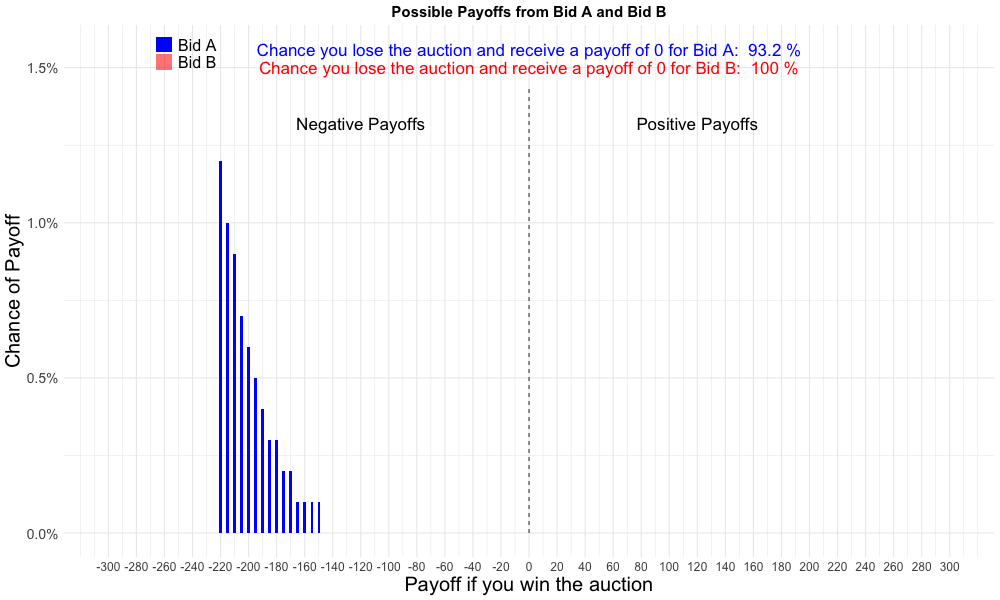 Possible Payoffs from Bid A and Bid B
Bid A
Bid B
Chance you lose the auction and receive a payoff of 0 for Bid A: 93.2 %
Chance you lose the auction and receive a payoff of 0 for Bid B: 100 %
Negative Payoffs
Positive Payoffs
Chance of Payoff
1.5%
1.0%
0.5%
0.0%
-300 -280 -260 -240 -220 -200 -180 -160 -140 -120 -100 -80 -60 -40 -20 0 20 40 60 80 100 120 140 160 180 200 220 240 260 280 300
Payoff if you win the auction